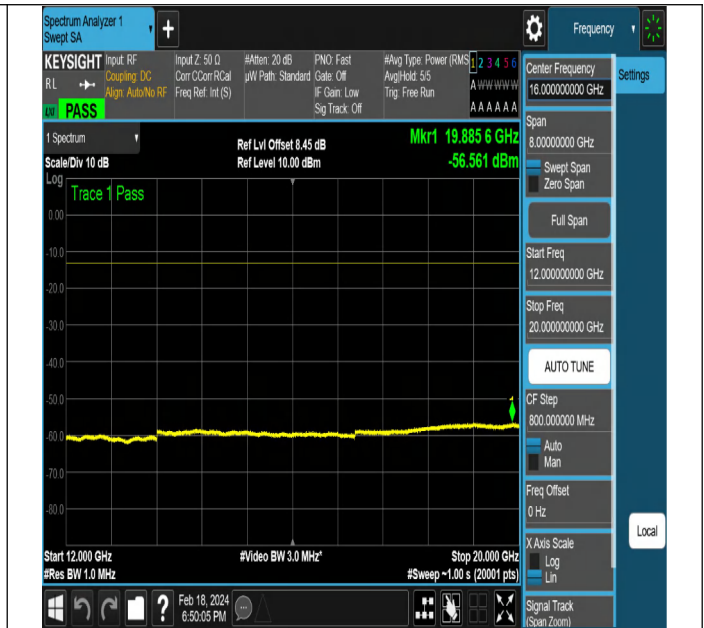 Spectrum Analyzer 1
Swept SA
Frequency
KEYSIGHT
RL
PASS
Input: RF
Coupling: DC
Align: Auto/No RF
Input Z: 50 Ω
Corr CCorr RCal
Freq Ref: Int (S)
#Atten: 20 dB
µW Path: Standard
PNO: Fast
Gate: Off
IF Gain: Low
Sig Track: Off
#Avg Type: Power (RMS
Avg|Hold: 5/5
Trig: Free Run
1 2 3 4 5 6
A W W W W W
A A A A A A
1 Spectrum
Scale/Div 10 dB
Ref Lvl Offset 8.45 dB
Ref Level 10.00 dBm
Mkr1 19.885 6 GHz
-56.561 dBm
Log
Trace 1 Pass
0.00
-10.0
-20.0
-30.0
-40.0
-50.0
-60.0
-70.0
-80.0
1
Start 12.000 GHz
#Res BW 1.0 MHz
#Video BW 3.0 MHz*
Stop 20.000 GHz
#Sweep ~1.00 s (20001 pts)
Feb 18, 2024
6:50:05 PM
Center Frequency
16.000000000 GHz
Span
8.00000000 GHz
Swept Span
Zero Span
Full Span
Start Freq
12.000000000 GHz
Stop Freq
20.000000000 GHz
AUTO TUNE
CF Step
800.000000 MHz
Auto
Man
Freq Offset
0 Hz
X Axis Scale
Log
Lin
Signal Track
(Span Zoom)
Settings
Local